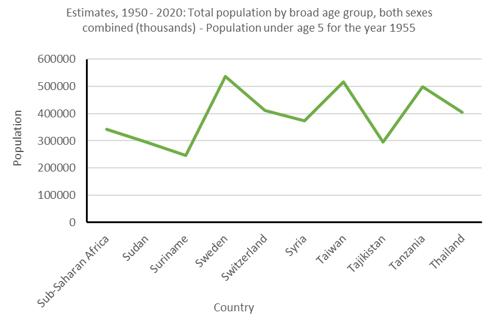 Estimates, 1950 - 2020: Total population by broad age group, both sexes
combined (thousands) - Population under age 5 for the year 1955
600000
500000
400000
300000
200000
100000
0
Population
Sub-Saharan Africa
Sudan
Suriname
Sweden
Switzerland
Syria
Taiwan
Tajikistan
Tanzania
Thailand
Country